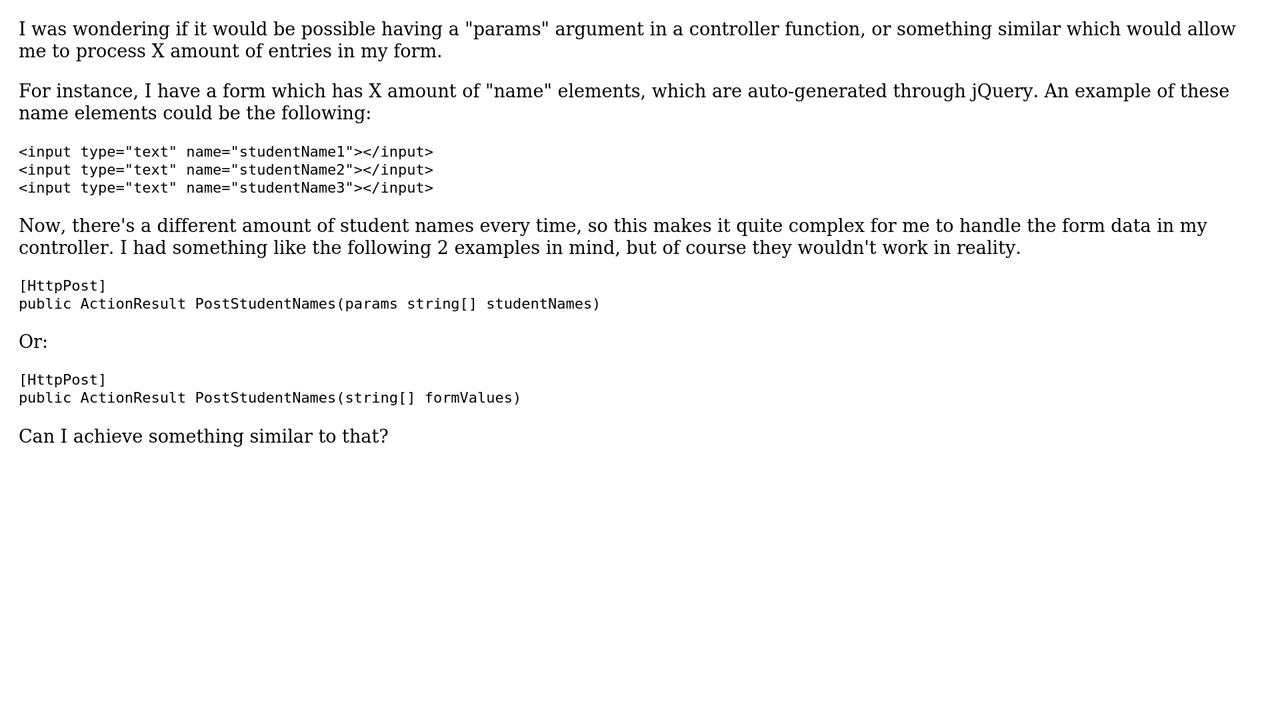 I was wondering if it would be possible having a "params" argument in a controller function, or something similar which would allow
me to process X amount of entries in my form.
For instance, I have a form which has X amount of "name" elements, which are auto-generated through jQuery. An example of these
name elements could be the following:
<input type="text" name="studentName1"></input>
<input type="text" name="studentName2"></input>
<input type="text" name="studentName3"></input>
Now, there's a different amount of student names every time, so this makes it quite complex for me to handle the form data in my
controller. I had something like the following 2 examples in mind, but of course they wouldn't work in reality.
[HttpPost]
public ActionResult PostStudentNames(params string[] studentNames)
Or:
[HttpPost]
public ActionResult PostStudentNames(string[] formValues)
Can I achieve something similar to that?